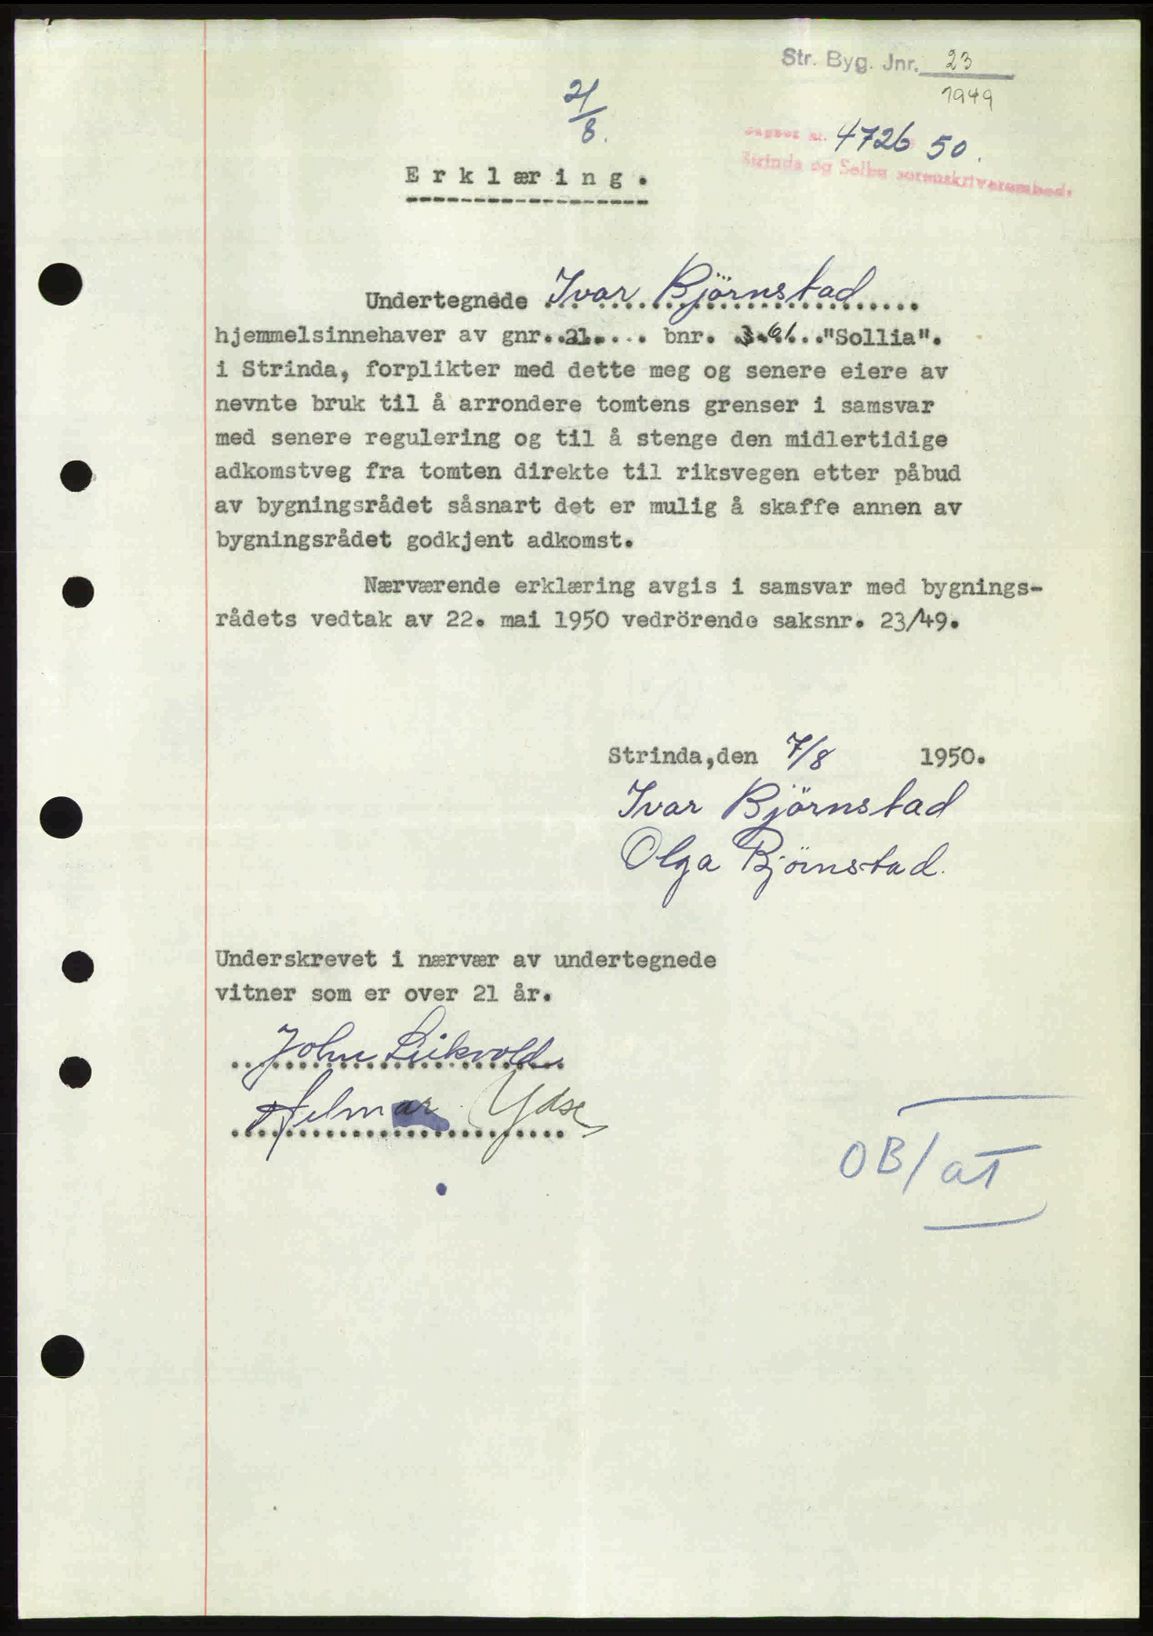 Str. Byg. Jnr. 23
1949
21
8.
Dagbok nr. 4726 50.
Strinda og Selbu sorenskriverembed.
Erklæring.
Undertegnede Ivar Björnstad
hjemmelsinnehaver av gnr. 21 bnr. "Sollia".
i Strinda, forplikter med dette meg og senere eiere av
nevnte bruk til å arrondere tomtens grenser i samsvar
med senere regulering og til å stenge den midlertidige
adkomstveg fra tomten direkte til riksvegen etter påbud
av bygningsrådet såsnart det er mulig å skaffe annen av
bygningsrådet godkjent adkomst.
Nærværende erklæring avgis i samsvar med bygnings-
rådets vedtak av 22. mai 1950 vedrörende saksnr. 23/49.
Strinda,den 7/8 1950.
Ivar Björnstad
Olga Björnstad.
Underskrevet i nærvær av undertegnede
vitner som er over 21 år.
John
Hilmar Ydse
OB/aT